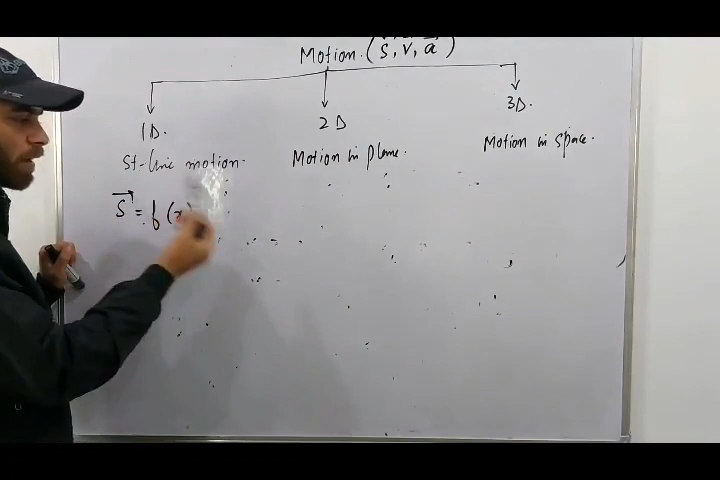 Motion. (S, V, a⃗)
1D.
2D
3D.
St-line motion.
Motion in plane.
Motion in space.
S⃗ = f(x)